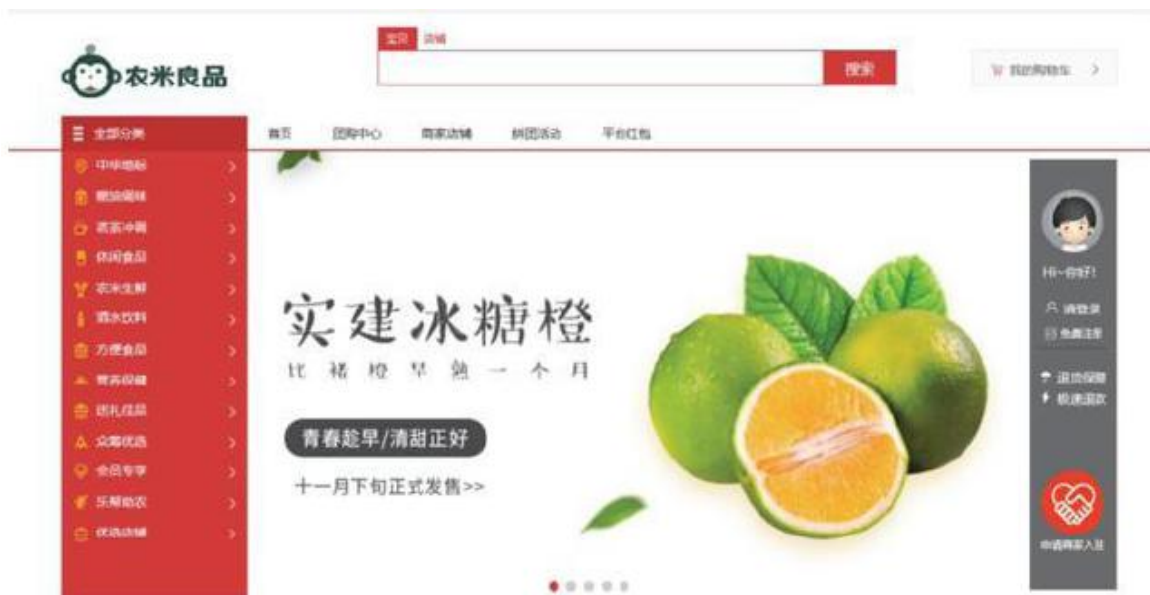 宝贝 店铺
农米良品
搜索
我的购物车
全部分类
首页 团购中心 商家店铺 拼团活动 平台红包
中华地标
粮油调味
茗茶冲调
休闲食品
农米生鲜
酒水饮料
方便食品
营养保健
送礼佳品
众筹优选
会员专享
乐帮助农
优选店铺
实建冰糖橙
比褚橙早熟一个月
青春趁早/清甜正好
十一月下旬正式发售>>
Hi~你好!
请登录
免费注册
退货保障
极速退款
申请商家入驻